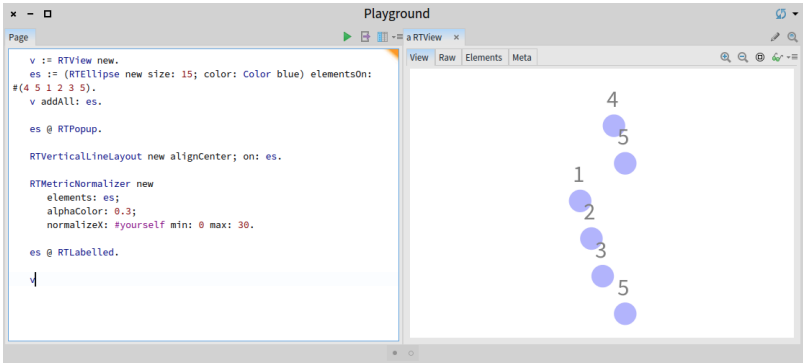 Playground
Page
a RTView ×
v := RTView new.
es := (RTEllipse new size: 15; color: Color blue) elementsOn:
#(4 5 1 2 3 5).
v addAll: es.
es @ RTPopup.
RTVerticalLineLayout new alignCenter; on: es.
RTMetricNormalizer new
elements: es;
alphaColor: 0.3;
normalizeX: #yourself min: 0 max: 30.
es @ RTLabelled.
v
View Raw Elements Meta
4
5
1
2
3
5